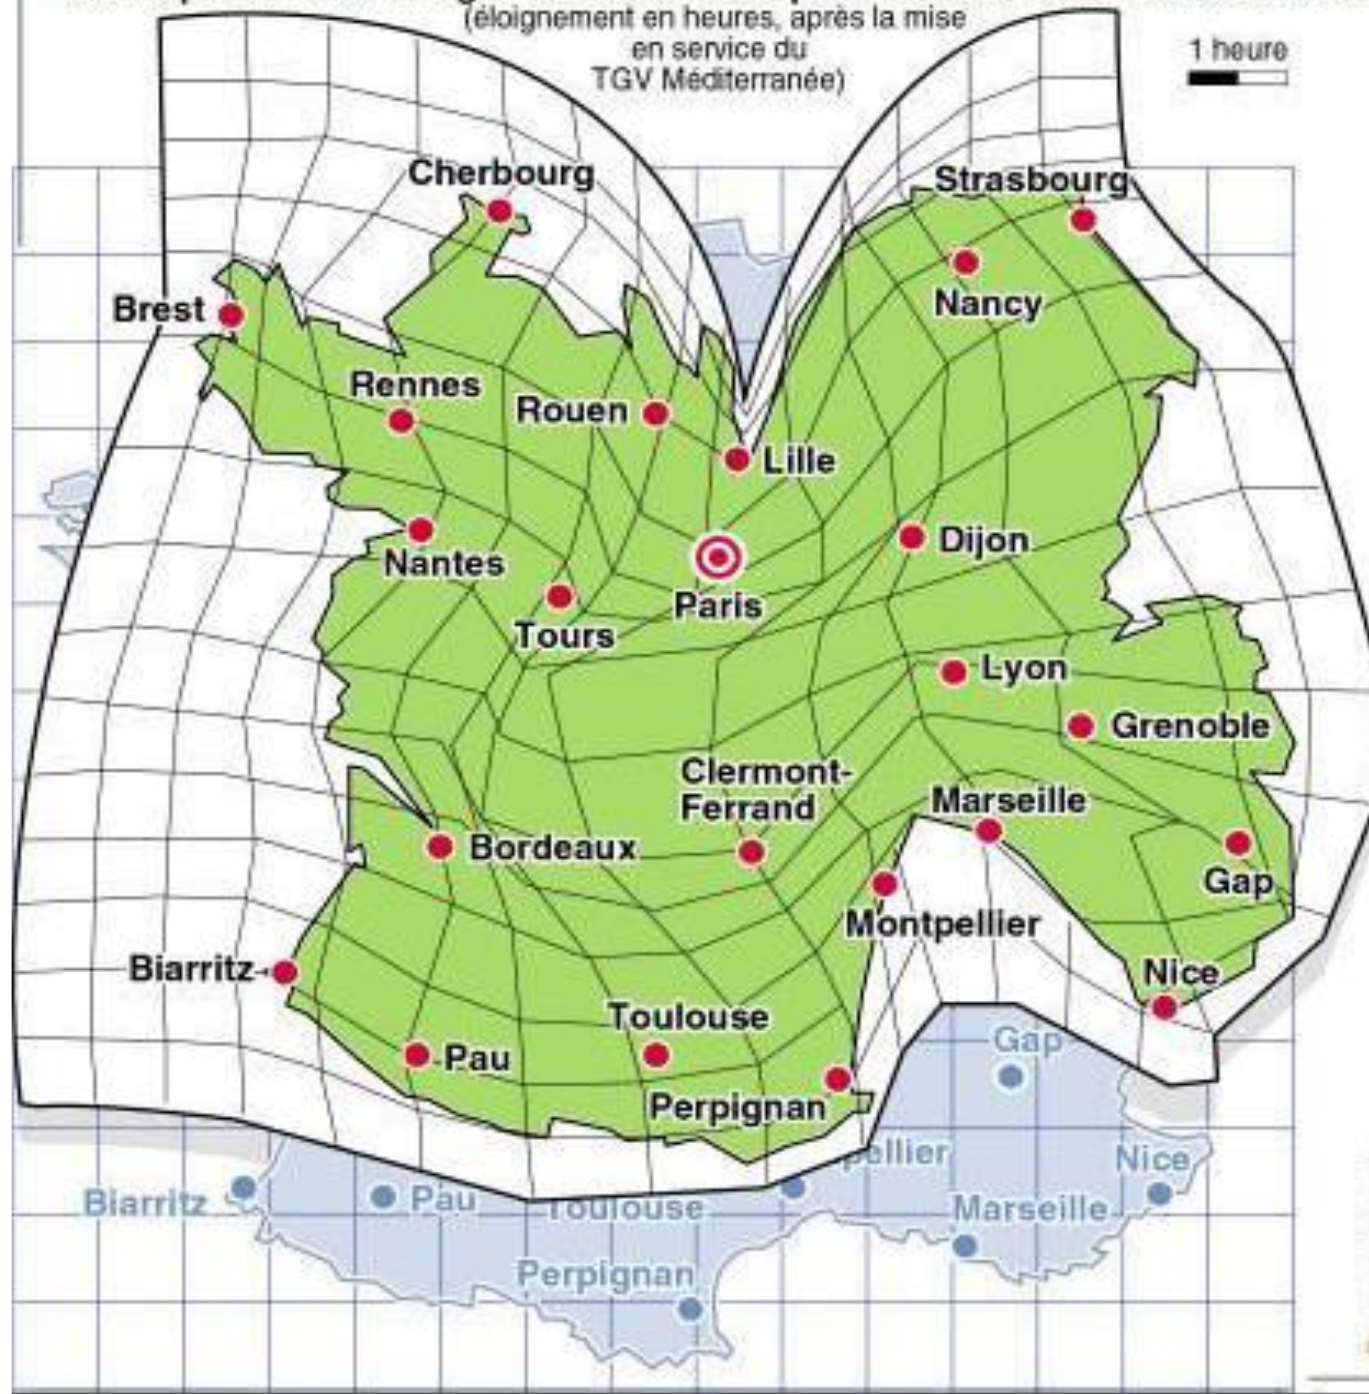 (éloignement en heures, après la mise
en service du
TGV Méditerranée)
1 heure
Cherbourg
Strasbourg
Brest
Nancy
Rennes
Rouen
Lille
Nantes
Dijon
Paris
Tours
Lyon
Grenoble
Clermont-
Ferrand
Marseille
Bordeaux
Gap
Montpellier
Biarritz
Nice
Toulouse
Pau
Perpignan
Gap
pellier
Nice
Biarritz
Pau
Toulouse
Marseille
Perpignan